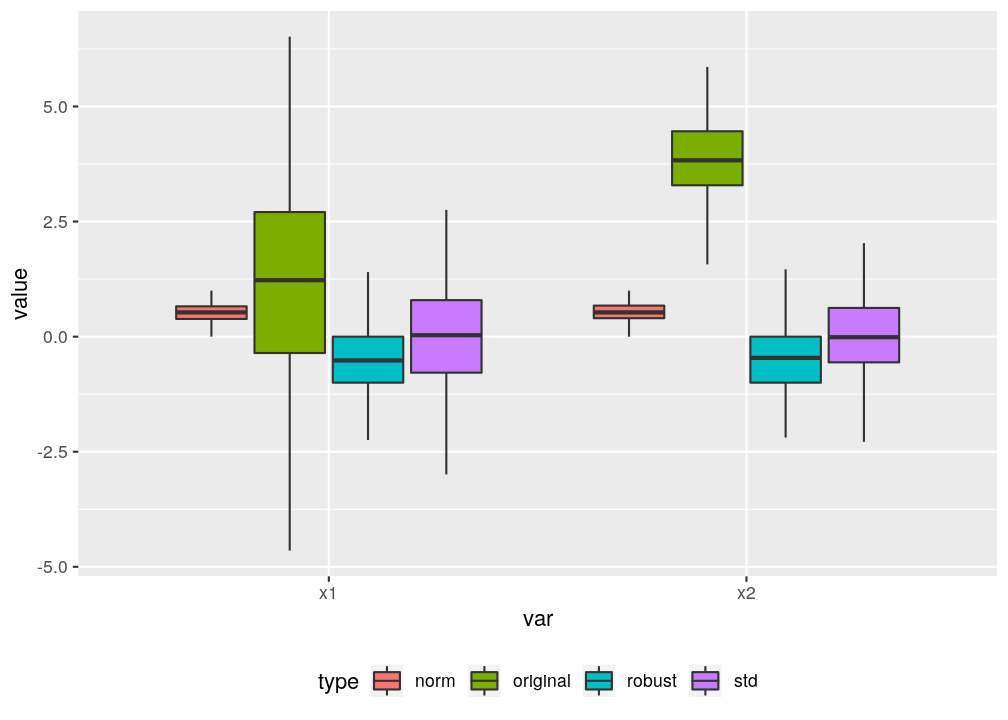 value
5.0
2.5
0.0
-2.5
-5.0
x1 x2
var
type norm original robust std